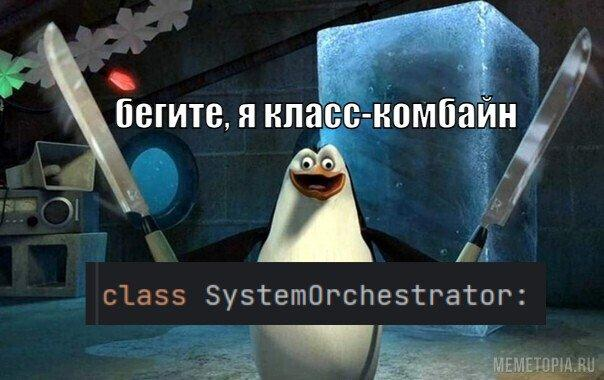 бегите, я класс-комбайн
class SystemOrchestrator:
MEMETOPIA.RU